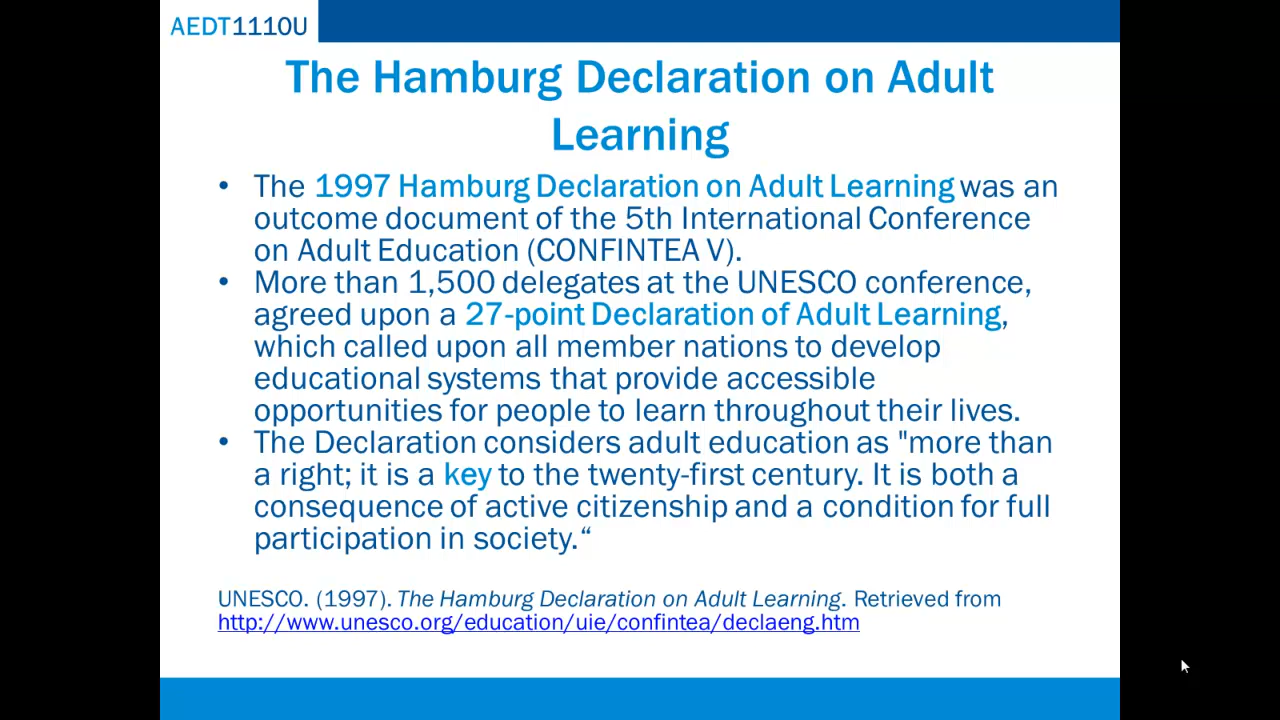 AEDT1110U
The Hamburg Declaration on Adult
Learning
• The 1997 Hamburg Declaration on Adult Learning was an
outcome document of the 5th International Conference
on Adult Education (CONFINTEA V).
• More than 1,500 delegates at the UNESCO conference,
agreed upon a 27-point Declaration of Adult Learning,
which called upon all member nations to develop
educational systems that provide accessible
opportunities for people to learn throughout their lives.
• The Declaration considers adult education as "more than
a right; it is a key to the twenty-first century. It is both a
consequence of active citizenship and a condition for full
participation in society.“
UNESCO. (1997). The Hamburg Declaration on Adult Learning. Retrieved from
http://www.unesco.org/education/uie/confintea/declaeng.htm